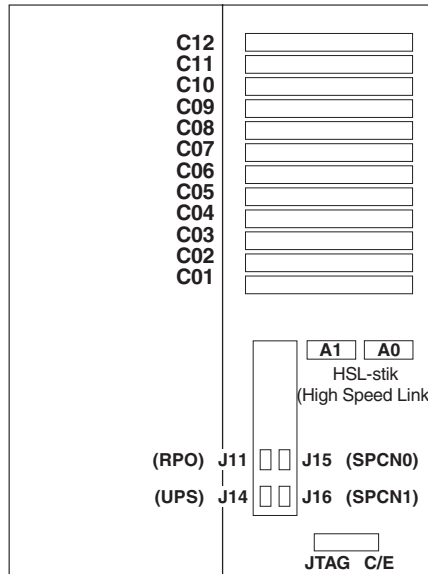 C12
C11
C10
C09
C08
C07
C06
C05
C04
C03
C02
C01
A1 A0
HSL-stik
(High Speed Link
(RPO) J11 J15 (SPCN0)
(UPS) J14 J16 (SPCN1)
JTAG C/E